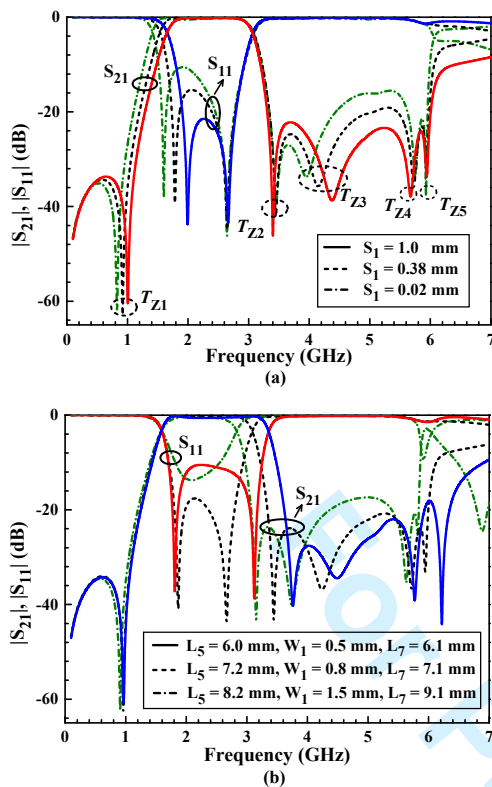 0
-20
-40
-60
|S21|, |S11| (dB)
S21
S11
TZ1
TZ2
TZ3
TZ4
TZ5
S1 = 1.0 mm
S1 = 0.38 mm
S1 = 0.02 mm
0 1 2 3 4 5 6 7
Frequency (GHz)
(a)
0
-20
-40
-60
|S21|, |S11| (dB)
S11
S21
L5 = 6.0 mm, W1 = 0.5 mm, L7 = 6.1 mm
L5 = 7.2 mm, W1 = 0.8 mm, L7 = 7.1 mm
L5 = 8.2 mm, W1 = 1.5 mm, L7 = 9.1 mm
0 1 2 3 4 5 6 7
Frequency (GHz)
(b)
For P